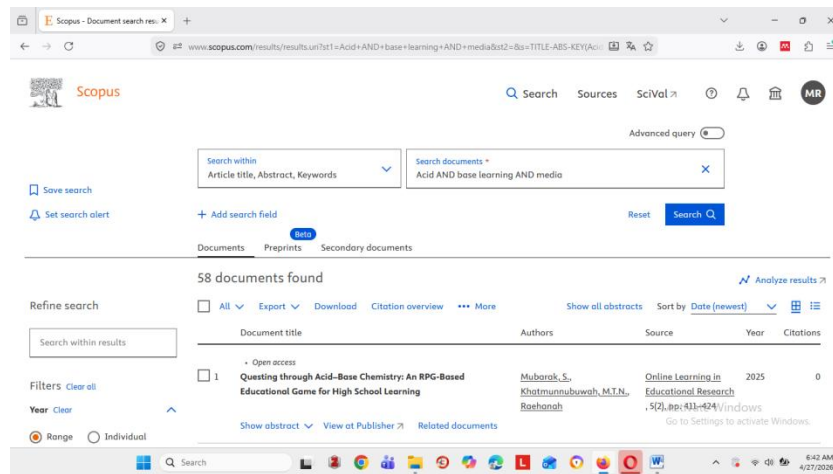 Scopus - Document search resu
www.scopus.com/results/results.uri?st1=Acid+AND+base+learning+AND+media&st2=&s=TITLE-ABS-KEY(Acid
Scopus
Search
Sources
SciVal
MR
Advanced query
Search within
Article title, Abstract, Keywords
Search documents *
Acid AND base learning AND media
Save search
Set search alert
+ Add search field
Reset
Search
Beta
Documents Preprints Secondary documents
58 documents found
Analyze results
Refine search
All Export Download Citation overview ••• More Show all abstracts Sort by Date (newest)
Search within results
Document title Authors Source Year Citations
• Open access
1 Questing through Acid–Base Chemistry: An RPG-Based Educational Game for High School Learning
Mubarak, S., Khatmunnubuwah, M.T.N., Raehanah
Online Learning in Educational Research, 5(2), pp. 411–424
2025
0
Filters Clear all
Year Clear
Range Individual
Show abstract View at Publisher Related documents
Activate Windows
Go to Settings to activate Windows.
Search
6:42 AM